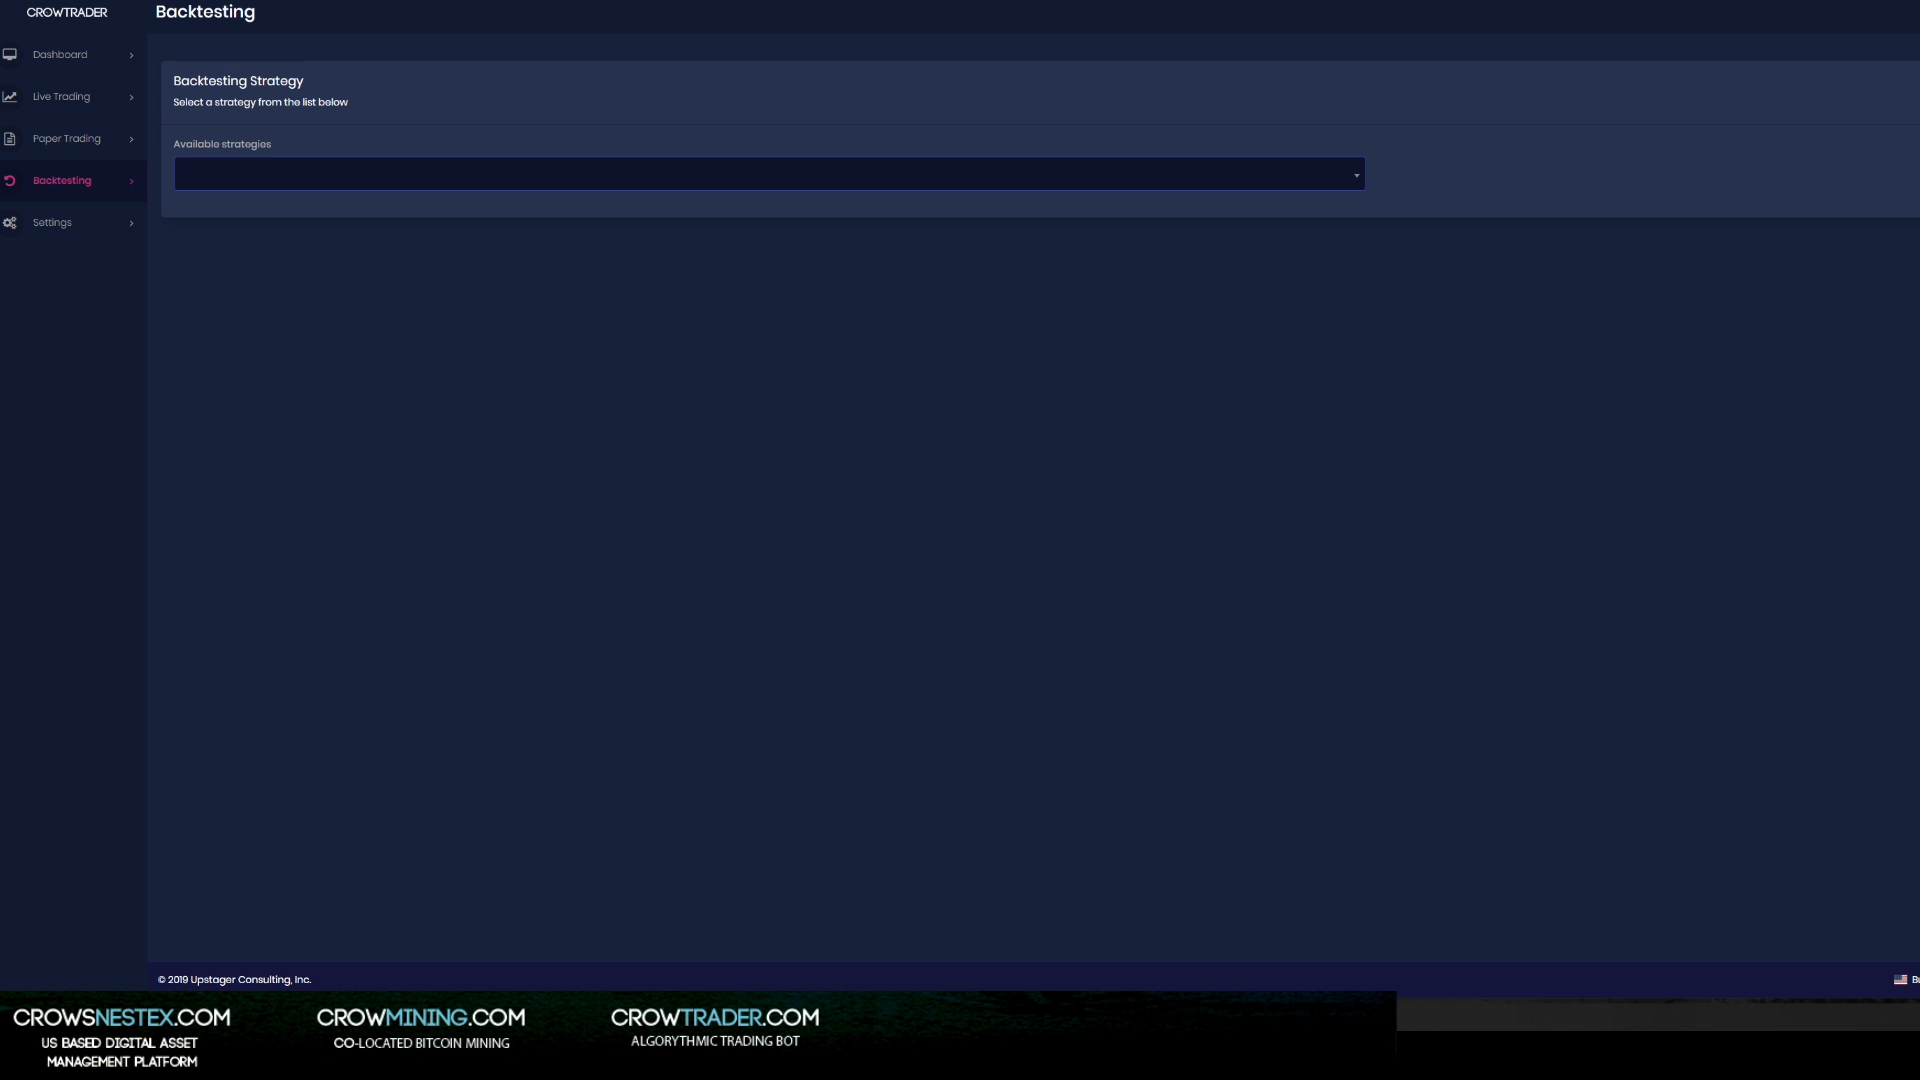 CROWTRADER
Backtesting
Dashboard
Live Trading
Paper Trading
Backtesting
Settings
Backtesting Strategy
Select a strategy from the list below
Available strategies
© 2019 Upstager Consulting, Inc.
CROWSNESTEX.COM
US BASED DIGITAL ASSET
MANAGEMENT PLATFORM
CROWMINING.COM
CO-LOCATED BITCOIN MINING
CROWTRADER.COM
ALGORYTHMIC TRADING BOT